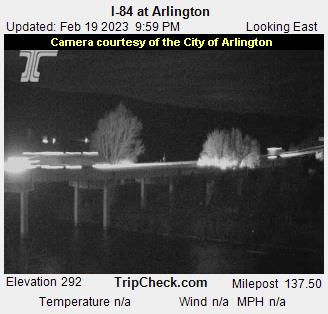 I-84 at Arlington
Updated: Feb 19 2023 9:59 PM Looking East
Camera courtesy of the City of Arlington
Elevation 292 TripCheck.com Milepost 137.50
Temperature n/a Wind n/a MPH n/a